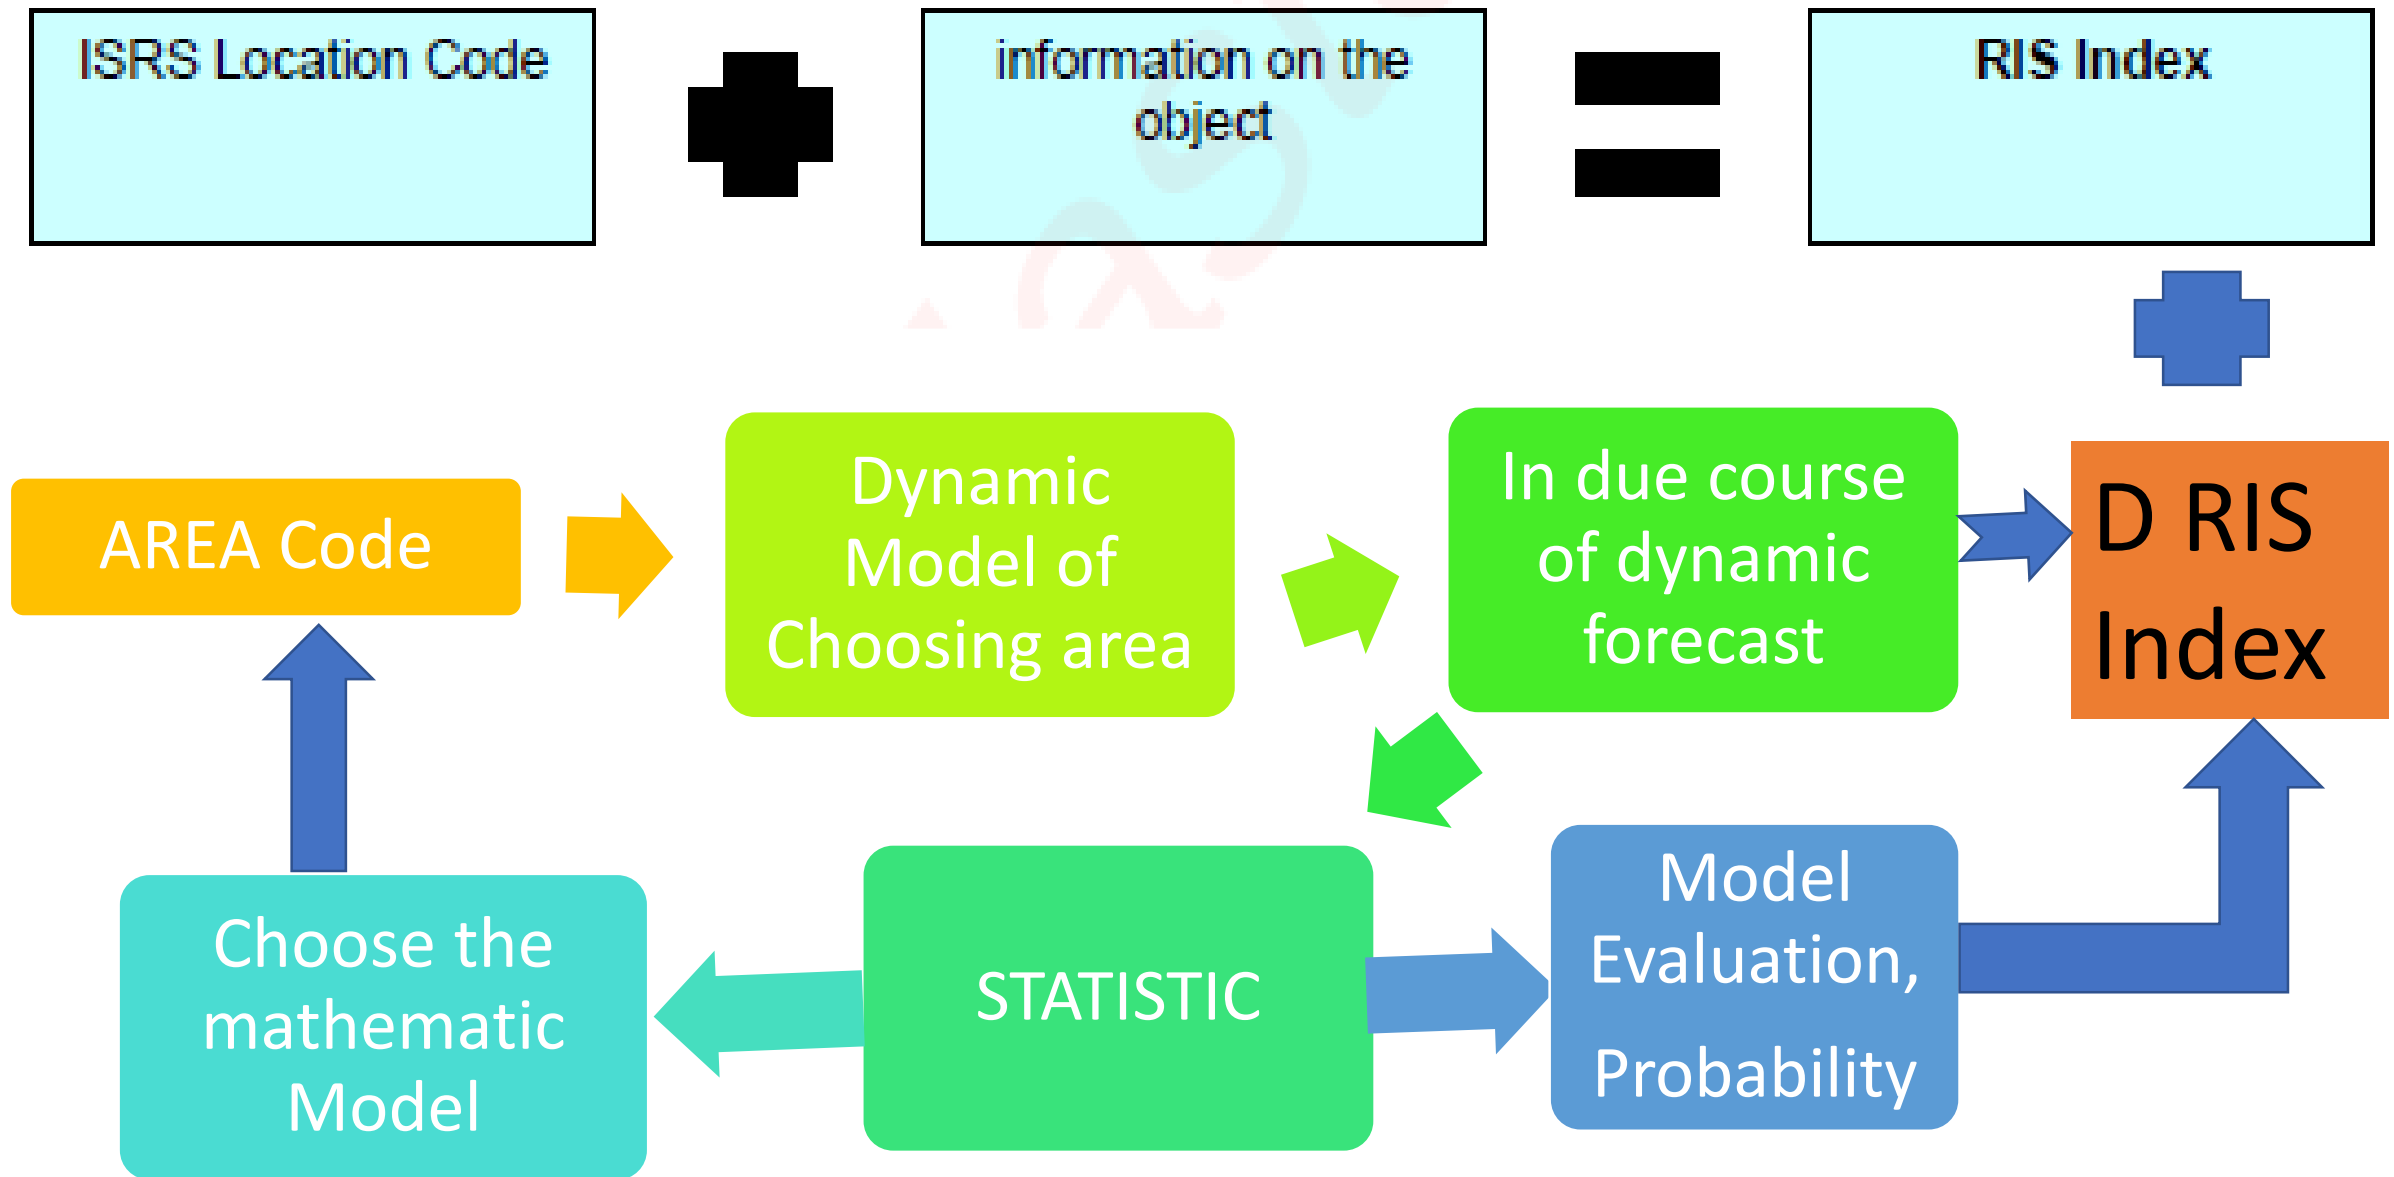 ISRS Location Code
information on the
object
RIS Index
AREA Code
Dynamic
Model of
Choosing area
In due course
of dynamic
forecast
D RIS
Index
Choose the
mathematic
Model
STATISTIC
Model
Evaluation,
Probability